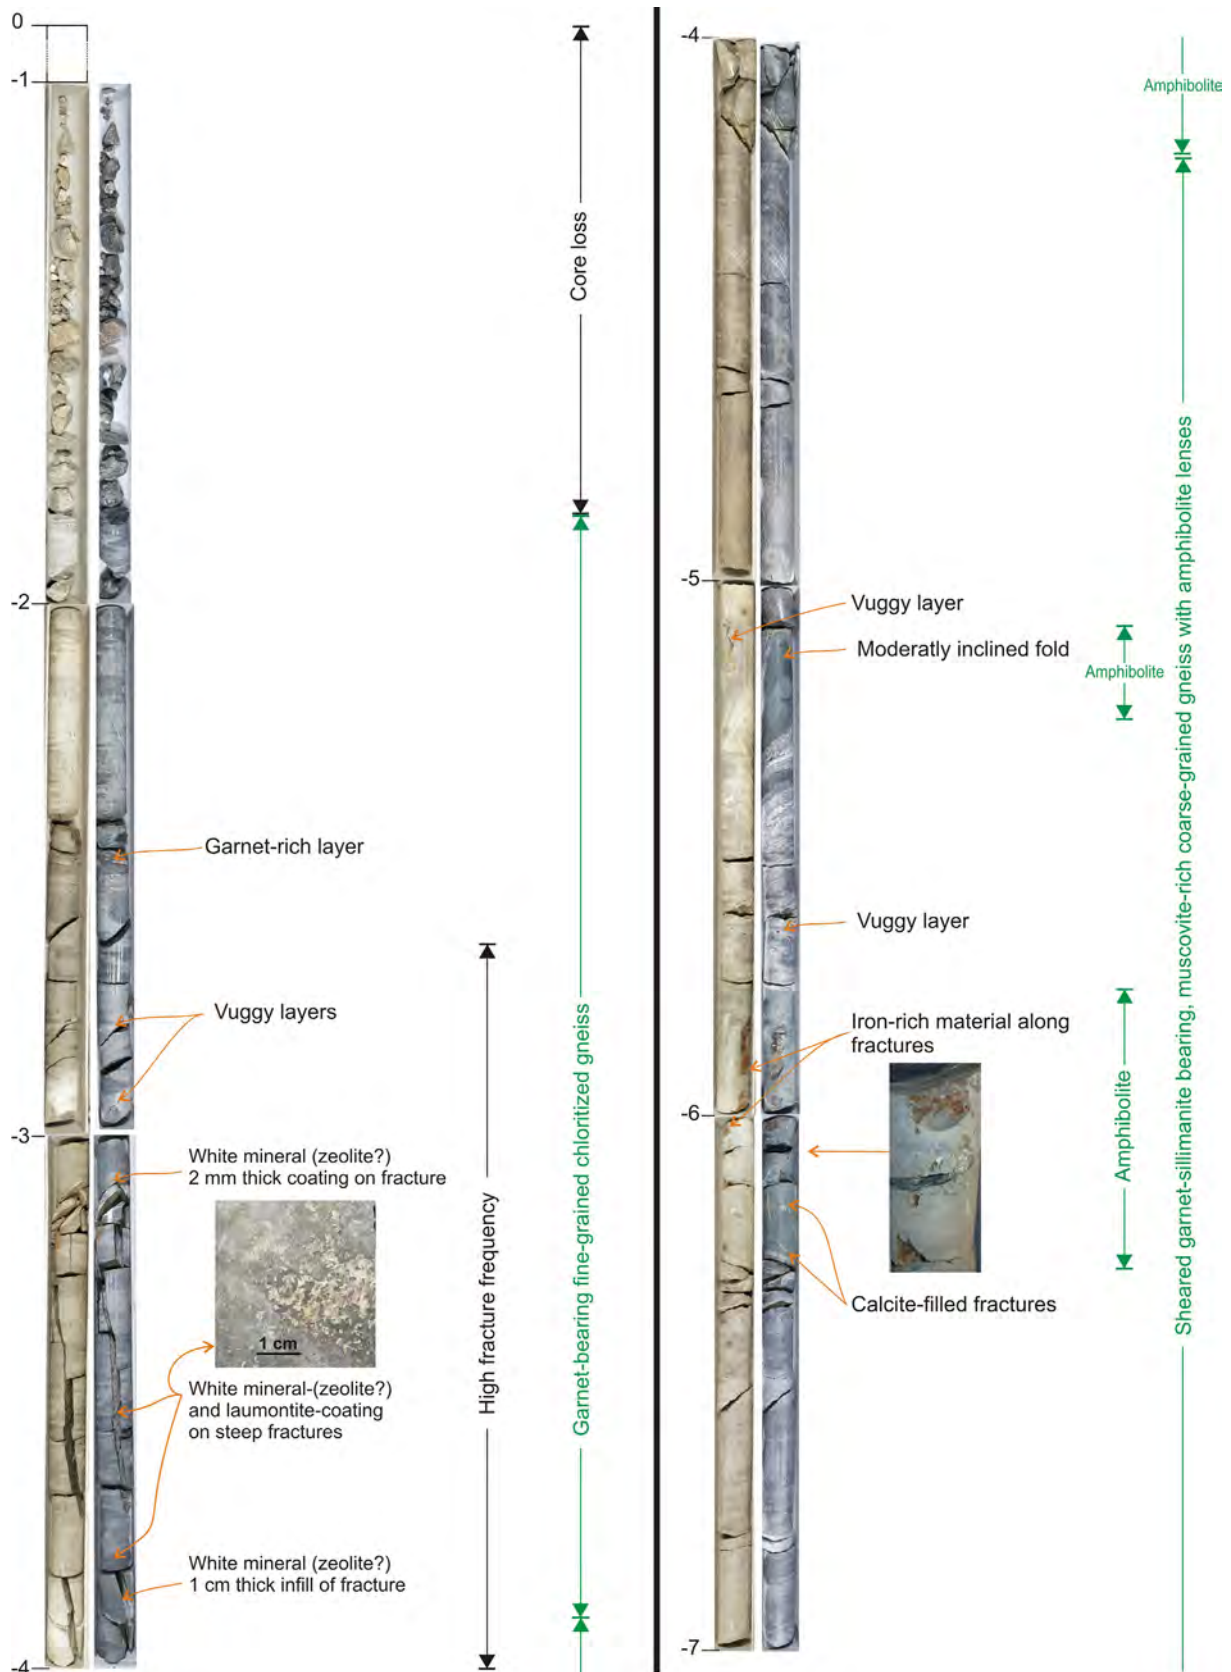 0
-1
-2
-3
-4
Core loss
Garnet-rich layer
Vuggy layers
White mineral (zeolite?)
2 mm thick coating on fracture
1 cm
White mineral-(zeolite?)
and laumontite-coating
on steep fractures
White mineral (zeolite?)
1 cm thick infill of fracture
High fracture frequency
Garnet-bearing fine-grained chloritized gneiss
-4
-5
-6
-7
Amphibolite
Vuggy layer
Moderatly inclined fold
Amphibolite
Vuggy layer
Iron-rich material along
fractures
Amphibolite
Calcite-filled fractures
Sheared garnet-sillimanite bearing, muscovite-rich coarse-grained gneiss with amphibolite lenses